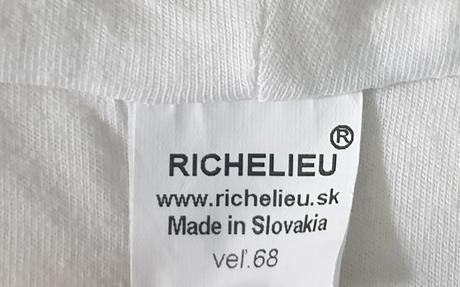 RICHELIEU®
www.richelieu.sk
Made in Slovakia
veľ.68